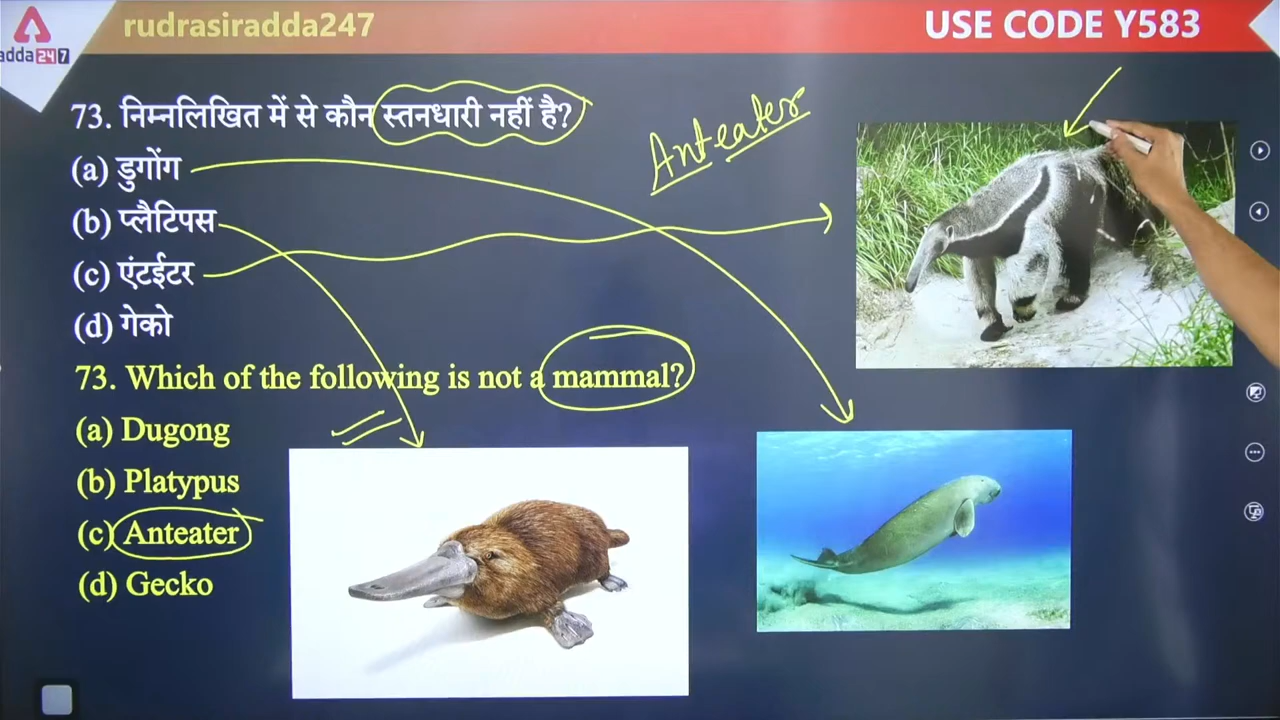 rudrasiradda247
USE CODE Y583
adda 247
73. निम्नलिखित में से कौन स्तनधारी नहीं है?
(a) डुगोंग
(b) प्लैटिपस
(c) एंटईटर
(d) गेको
Anteater
73. Which of the following is not a mammal?
(a) Dugong
(b) Platypus
(c) Anteater
(d) Gecko